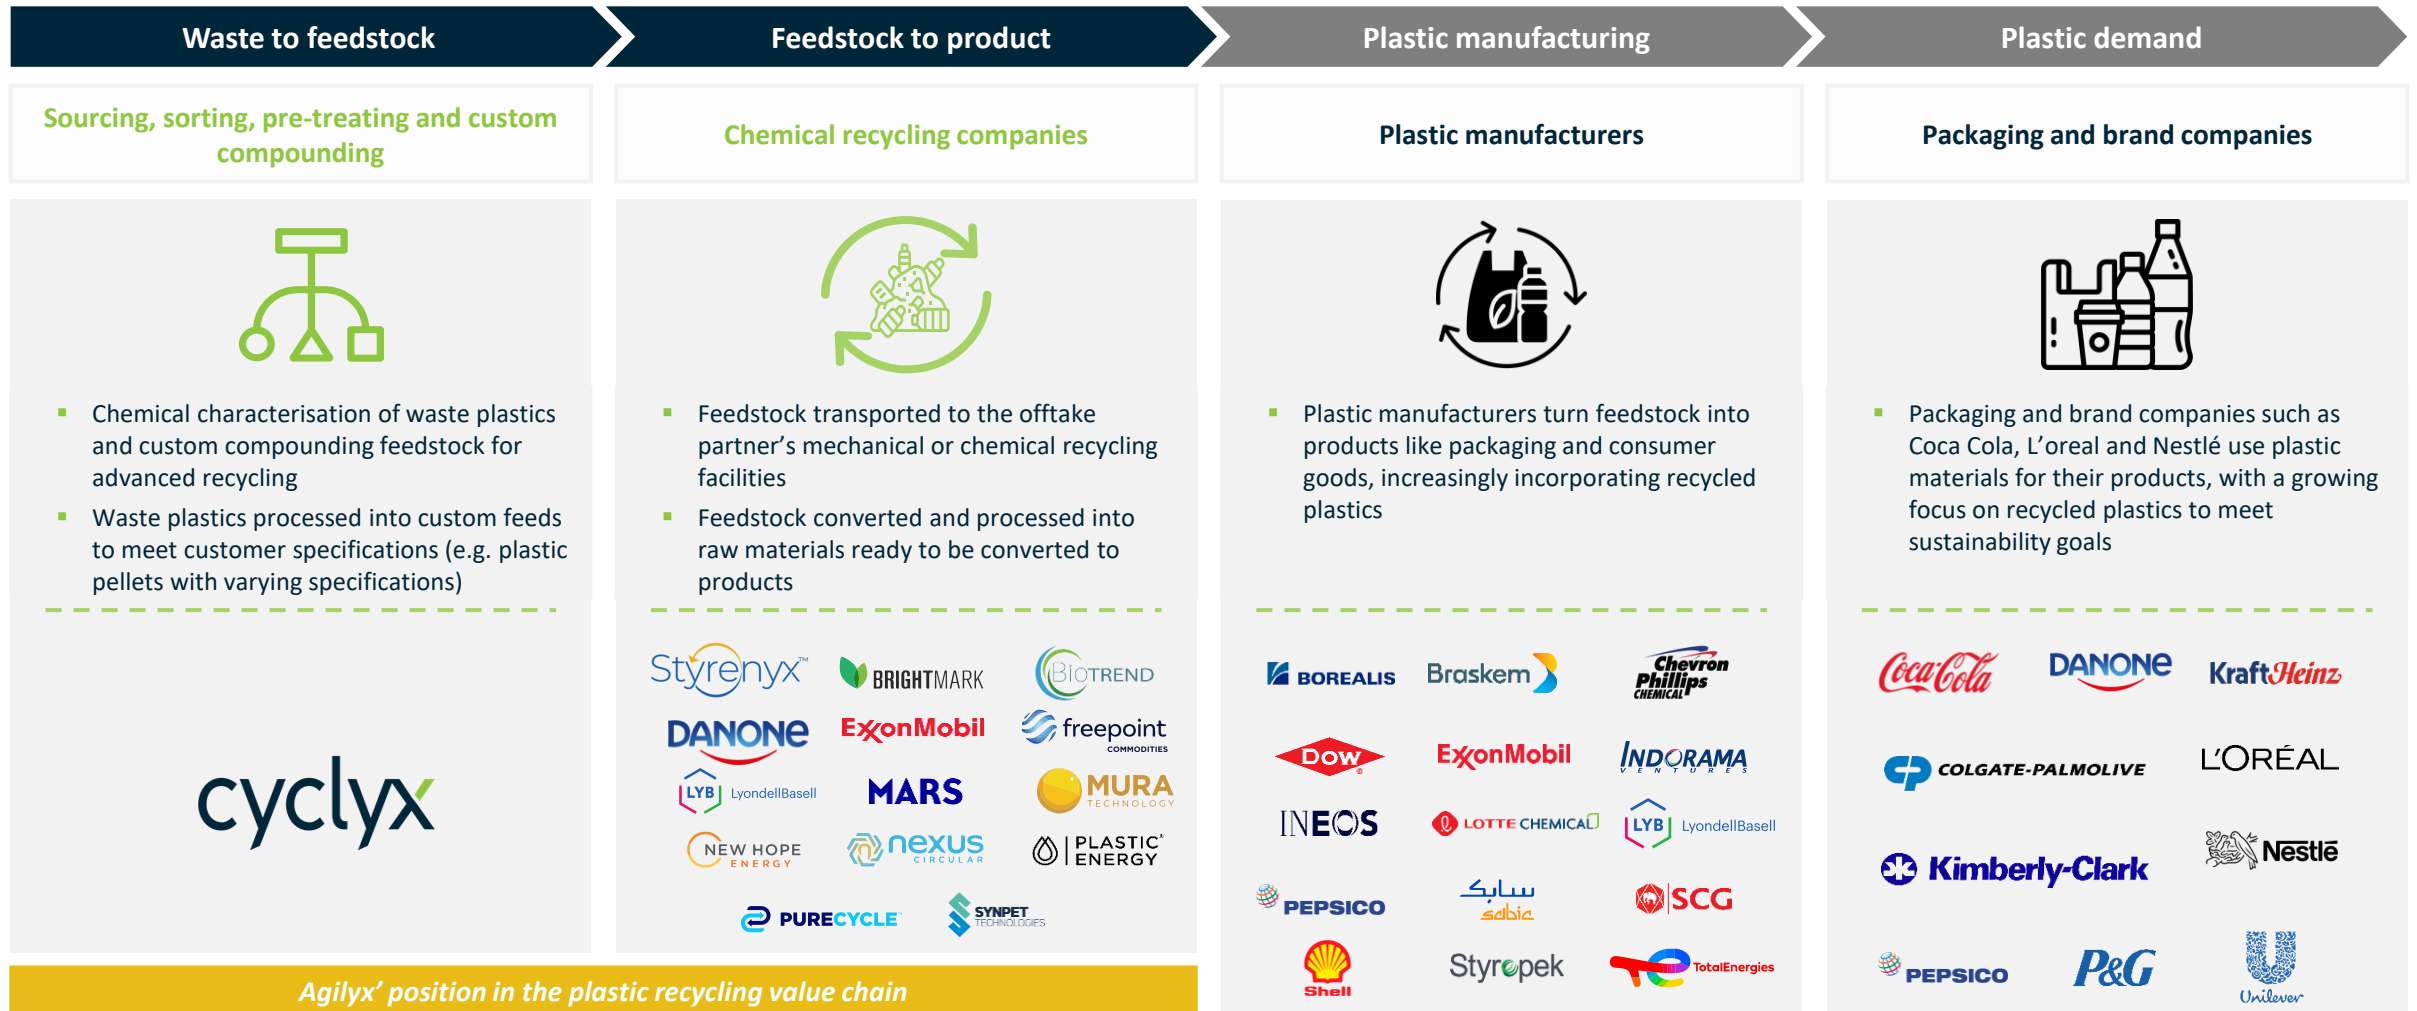 Waste to feedstock
Feedstock to product
Plastic manufacturing
Plastic demand
Sourcing, sorting, pre-treating and custom
compounding
Chemical recycling companies
Plastic manufacturers
Packaging and brand companies
▪ Chemical characterisation of waste plastics
and custom compounding feedstock for
advanced recycling
▪ Waste plastics processed into custom feeds
to meet customer specifications (e.g. plastic
pellets with varying specifications)
cyclyx
▪ Feedstock transported to the offtake
partner’s mechanical or chemical recycling
facilities
▪ Feedstock converted and processed into
raw materials ready to be converted to
products
Styrenyx™
BRIGHTMARK
BIOTREND
DANONE
ExxonMobil
freepoint
COMMODITIES
LYB LyondellBasell
MARS
MURA
TECHNOLOGY
NEW HOPE
ENERGY
nexus
CIRCULAR
PLASTIC®
ENERGY
PURECYCLE™
SYNPET
TECHNOLOGIES
Agilyx’ position in the plastic recycling value chain
▪ Plastic manufacturers turn feedstock into
products like packaging and consumer
goods, increasingly incorporating recycled
plastics
BOREALIS
Braskem
Chevron
Phillips
CHEMICAL
DOW®
ExxonMobil
INDORAMA
VENTURES
INEOS
LOTTE CHEMICAL
LYB LyondellBasell
PEPSICO
سابك
sabic
SCG
Shell
Styropek
TotalEnergies
▪ Packaging and brand companies such as
Coca Cola, L’oreal and Nestlé use plastic
materials for their products, with a growing
focus on recycled plastics to meet
sustainability goals
Coca-Cola
DANONE
KraftHeinz
COLGATE-PALMOLIVE
L’ORÉAL
Kimberly-Clark
Nestlé
PEPSICO
P&G
Unilever